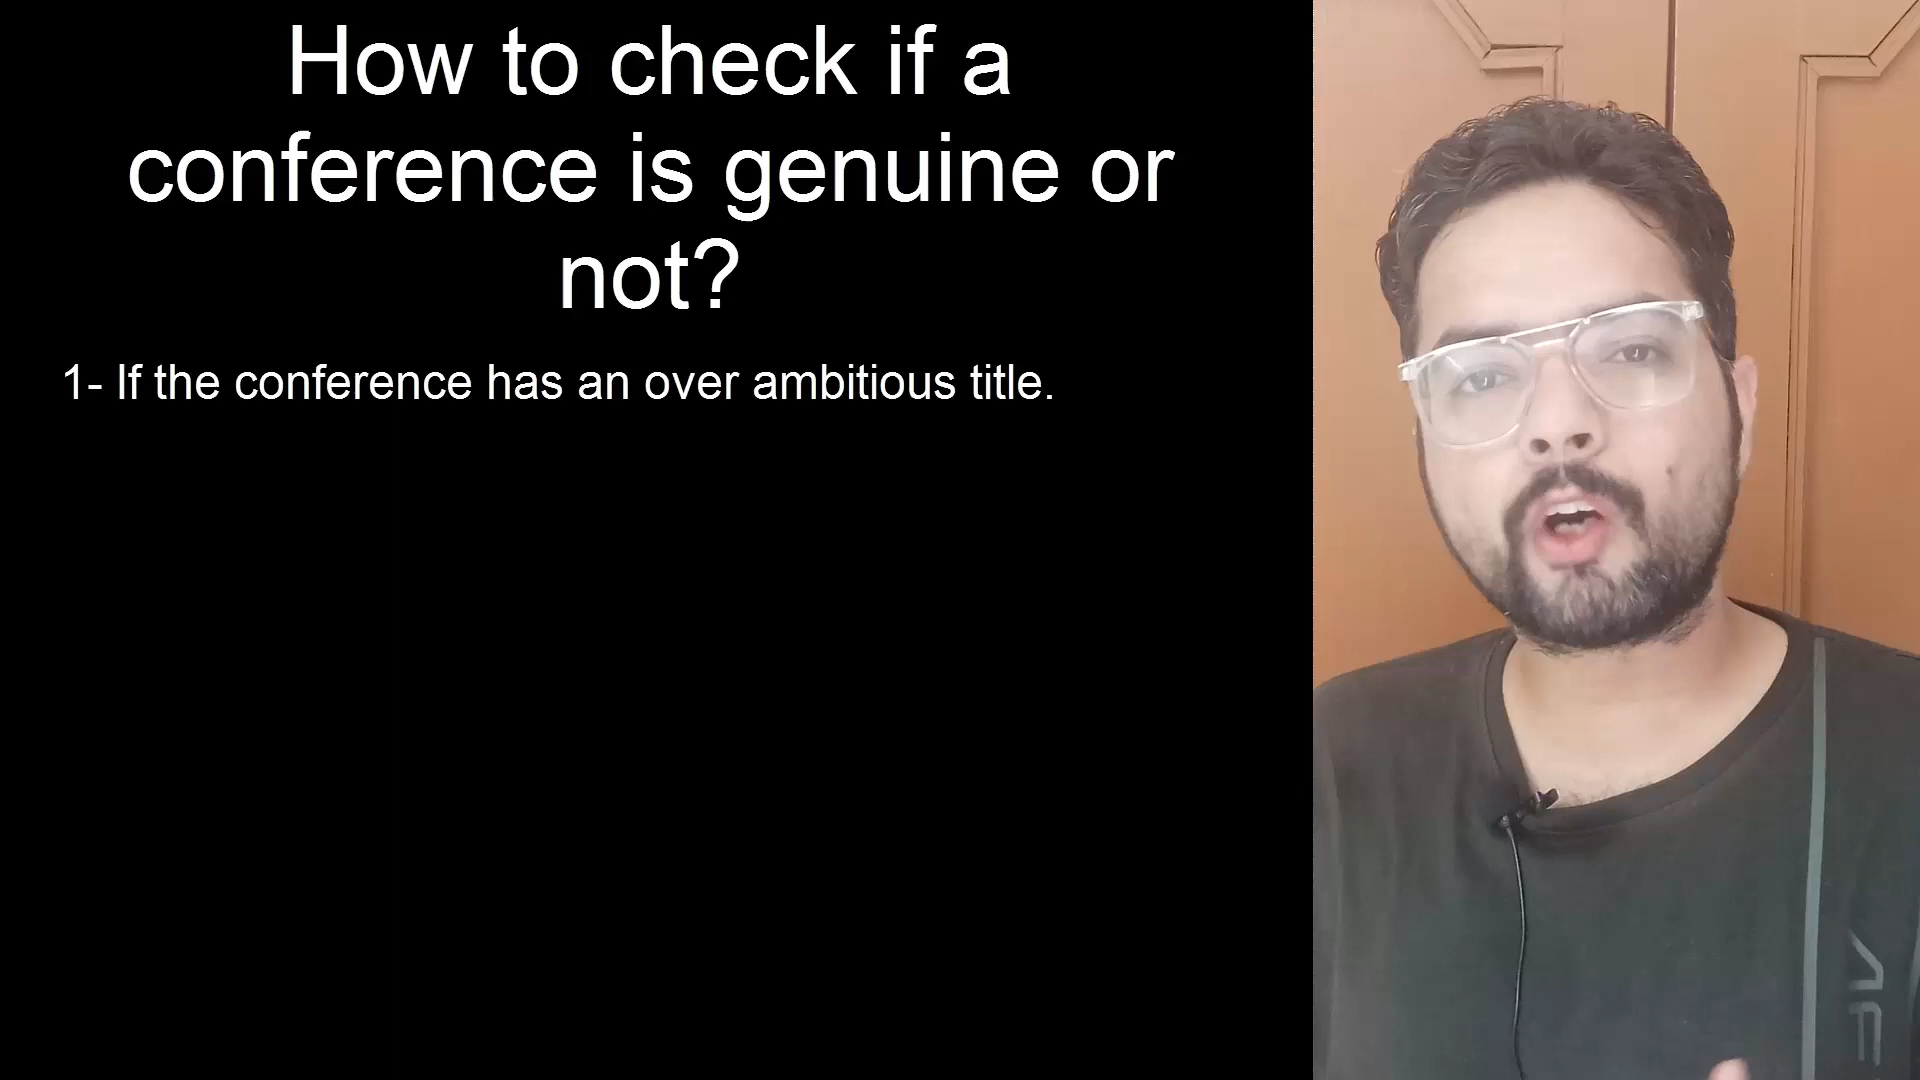 How to check if a
conference is genuine or
not?
1- If the conference has an over ambitious title.